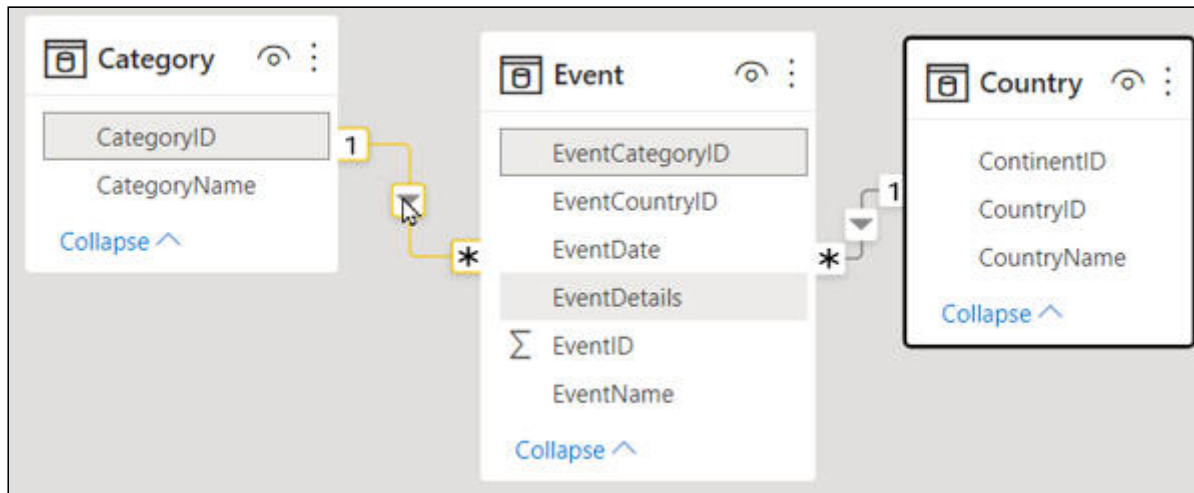 Category
CategoryID
CategoryName
Collapse
1
*
Event
EventCategoryID
EventCountryID
EventDate
EventDetails
Σ EventID
EventName
Collapse
*
1
Country
ContinentID
CountryID
CountryName
Collapse